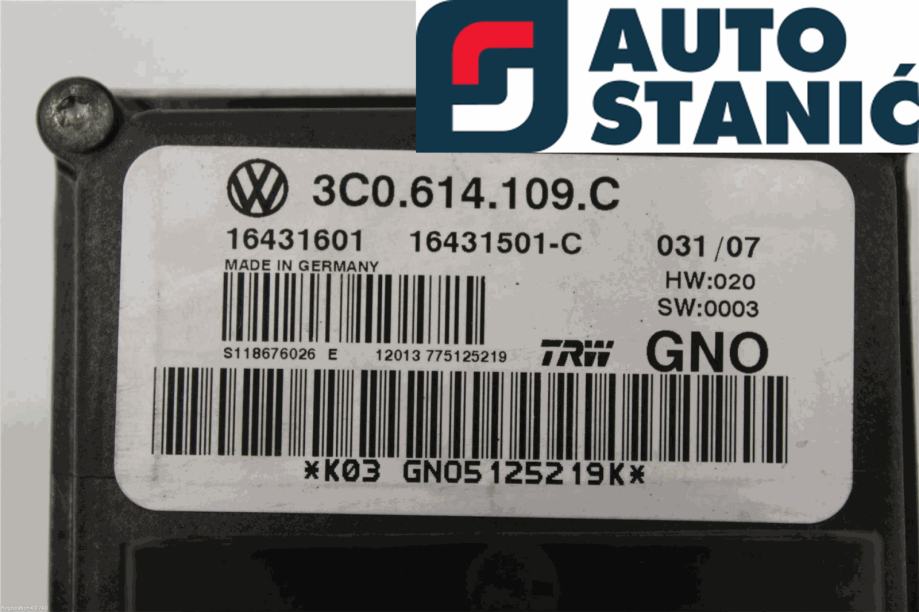 AUTO
STANIĆ
3C0.614.109.C
16431601 16431501-C 031/07
MADE IN GERMANY
HW:020
SW:0003
S118676026 E 12013 775125219 TRW GNO
*K03 GNO5125219K*